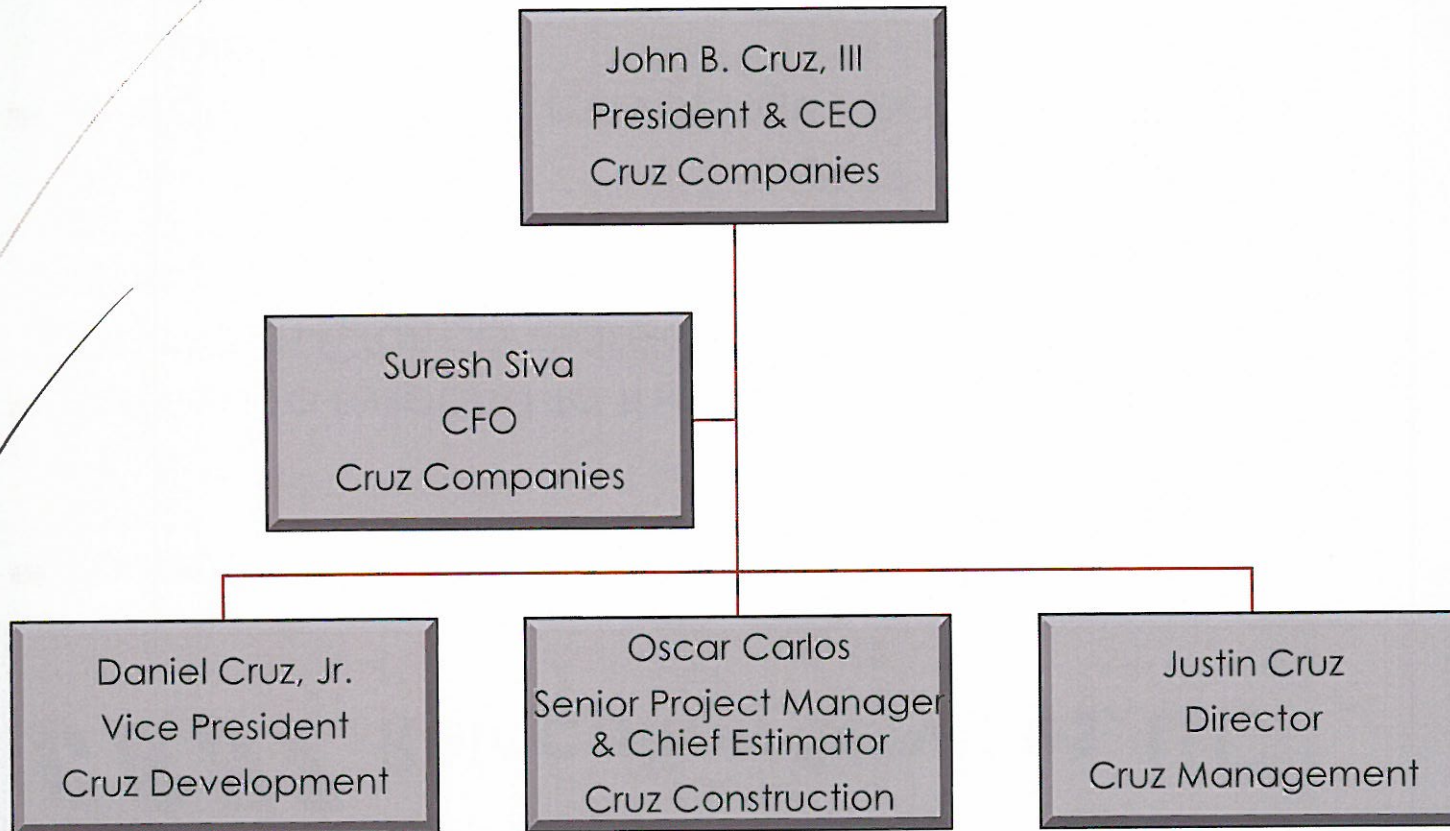 John B. Cruz, III
President & CEO
Cruz Companies
Suresh Siva
CFO
Cruz Companies
Daniel Cruz, Jr.
Vice President
Cruz Development
Oscar Carlos
Senior Project Manager
& Chief Estimator
Cruz Construction
Justin Cruz
Director
Cruz Management